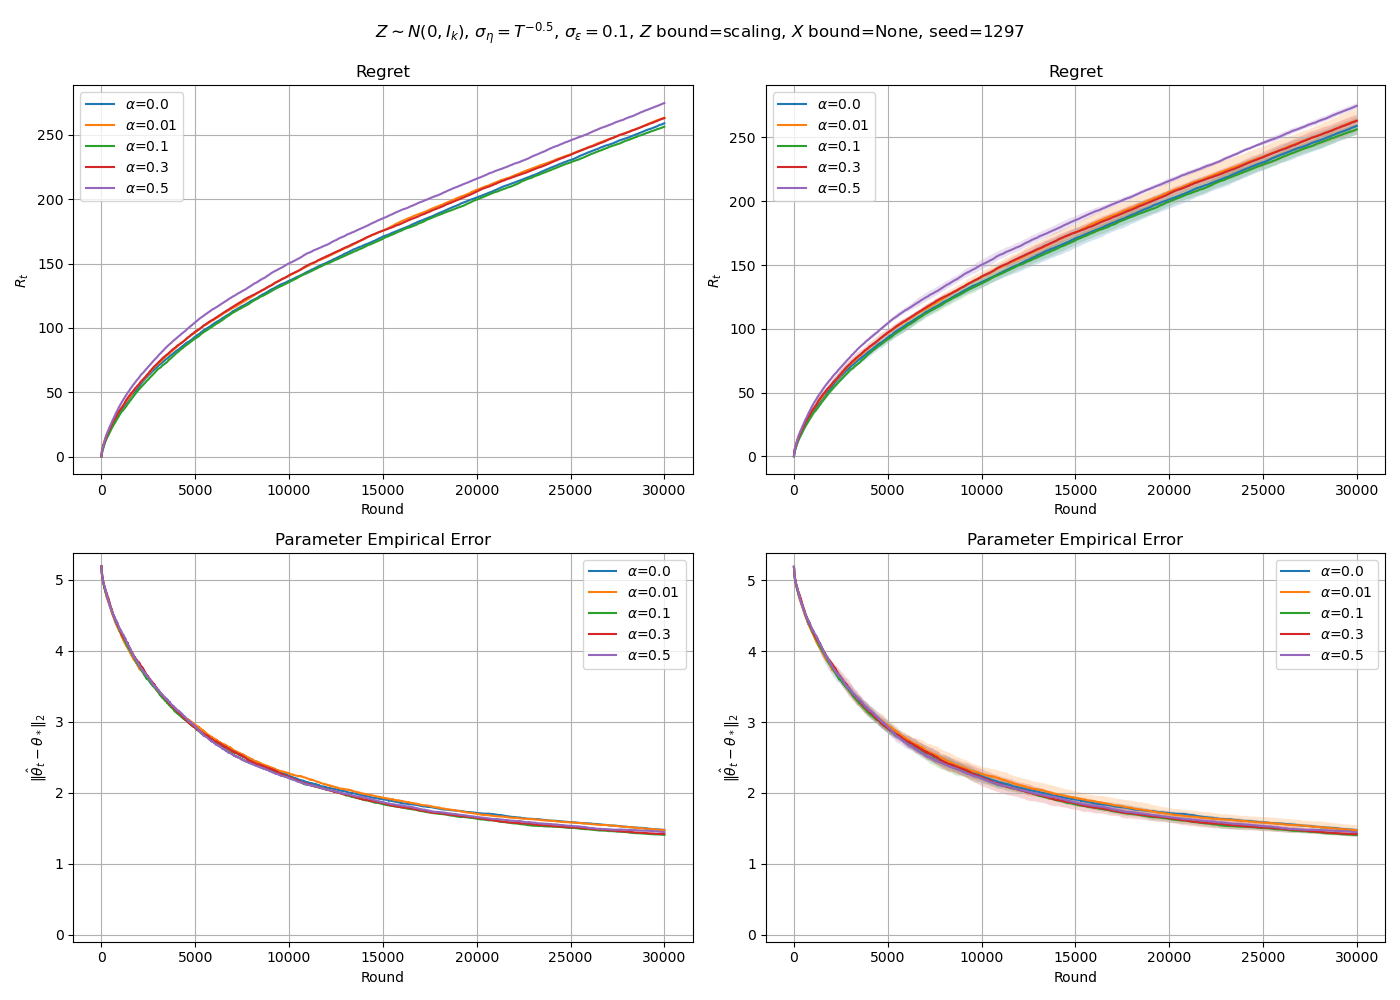 Z ∼ N(0, I_k), σ_η = T^{−0.5}, σ_ε = 0.1, Z bound=scaling, X bound=None, seed=1297
Regret
α=0.0
α=0.01
α=0.1
α=0.3
α=0.5
250
200
150
100
50
0
R_t
0 5000 10000 15000 20000 25000 30000
Round
Regret
α=0.0
α=0.01
α=0.1
α=0.3
α=0.5
250
200
150
100
50
0
R_t
0 5000 10000 15000 20000 25000 30000
Round
Parameter Empirical Error
α=0.0
α=0.01
α=0.1
α=0.3
α=0.5
5
4
3
2
1
0
‖θ̂_t − θ_*‖_2
0 5000 10000 15000 20000 25000 30000
Round
Parameter Empirical Error
α=0.0
α=0.01
α=0.1
α=0.3
α=0.5
5
4
3
2
1
0
‖θ̂_t − θ_*‖_2
0 5000 10000 15000 20000 25000 30000
Round